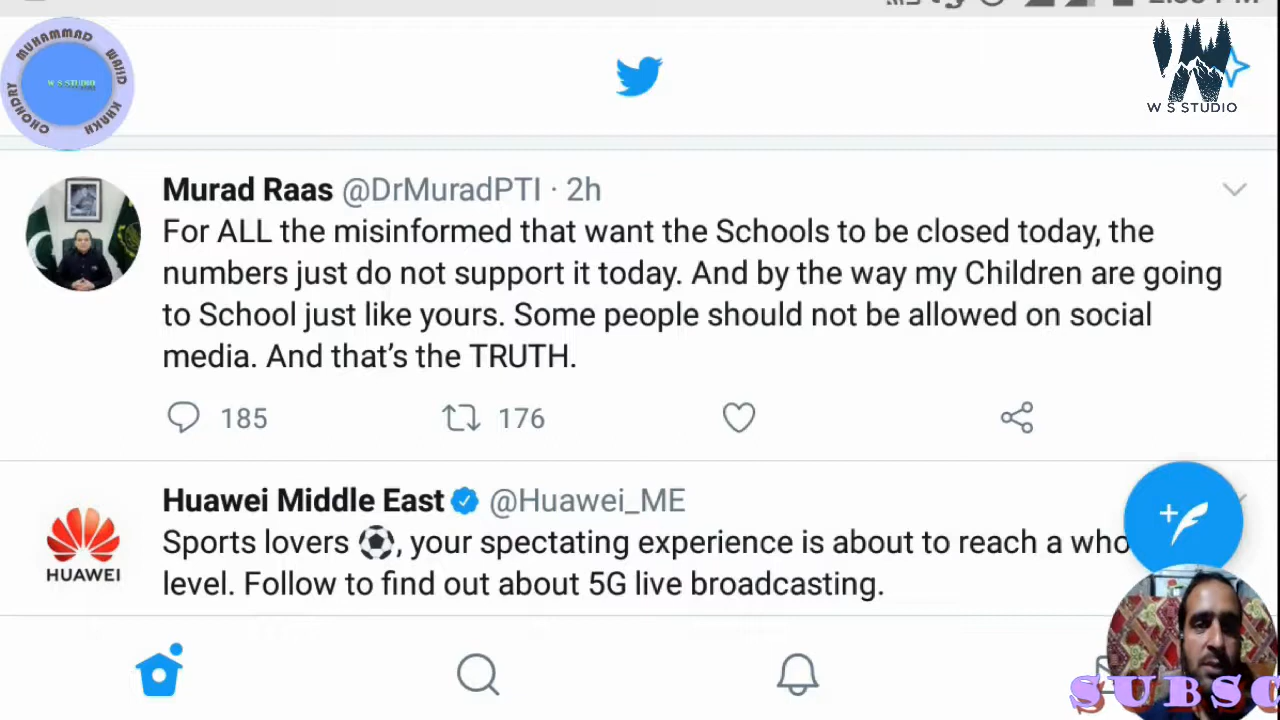 MUHAMMAD WAJID KHAKH CHOHDRY
W S STUDIO
W S STUDIO
Murad Raas @DrMuradPTI · 2h
For ALL the misinformed that want the Schools to be closed today, the
numbers just do not support it today. And by the way my Children are going
to School just like yours. Some people should not be allowed on social
media. And that's the TRUTH.
185 176
Huawei Middle East @Huawei_ME
Sports lovers ⚽, your spectating experience is about to reach a who
level. Follow to find out about 5G live broadcasting.
HUAWEI
SUBSC